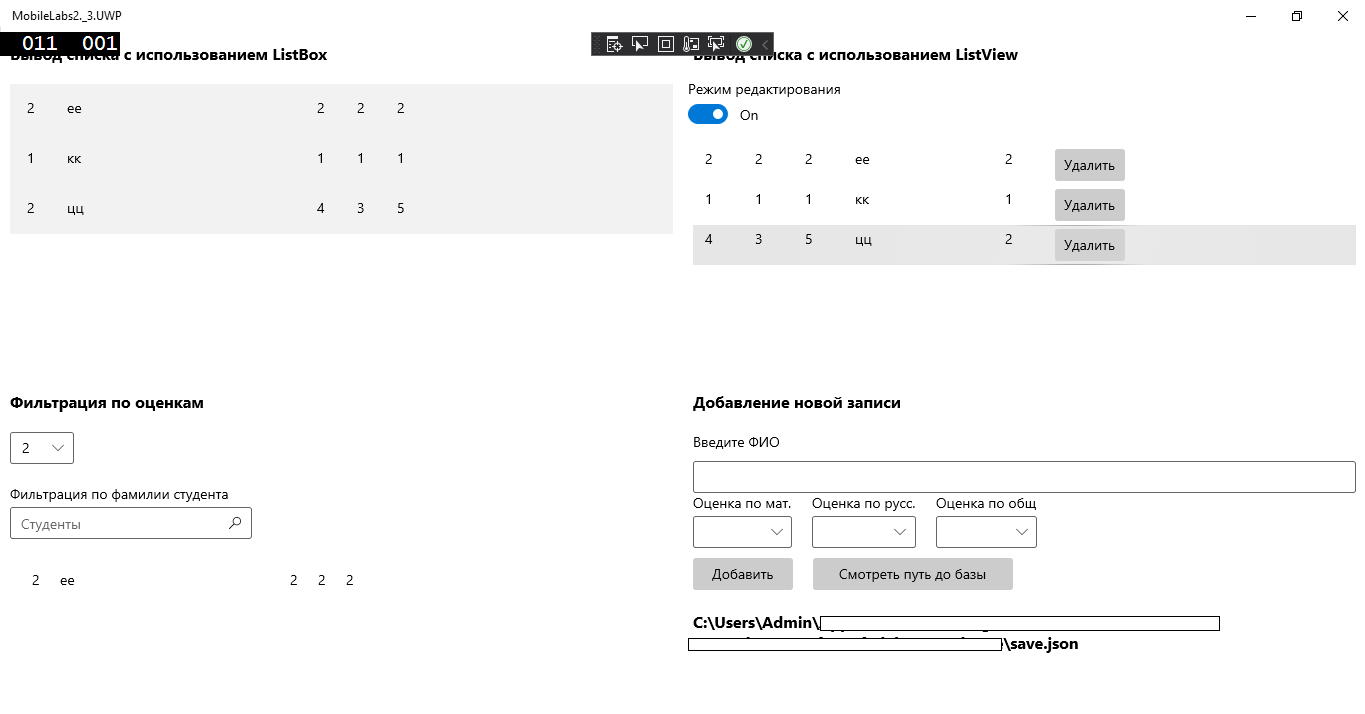 MobileLabs2._3.UWP
011 001
Вывод списка с использованием ListBox
2 ee 2 2 2
1 кк 1 1 1
2 цц 4 3 5
Вывод списка с использованием ListView
Режим редактирования
On
2 2 2 ee 2 Удалить
1 1 1 кк 1 Удалить
4 3 5 цц 2 Удалить
Фильтрация по оценкам
2
Фильтрация по фамилии студента
Студенты
2 ee 2 2 2
Добавление новой записи
Введите ФИО
Оценка по мат. Оценка по русс. Оценка по общ
Добавить Смотреть путь до базы
C:\Users\Admin\
\save.json